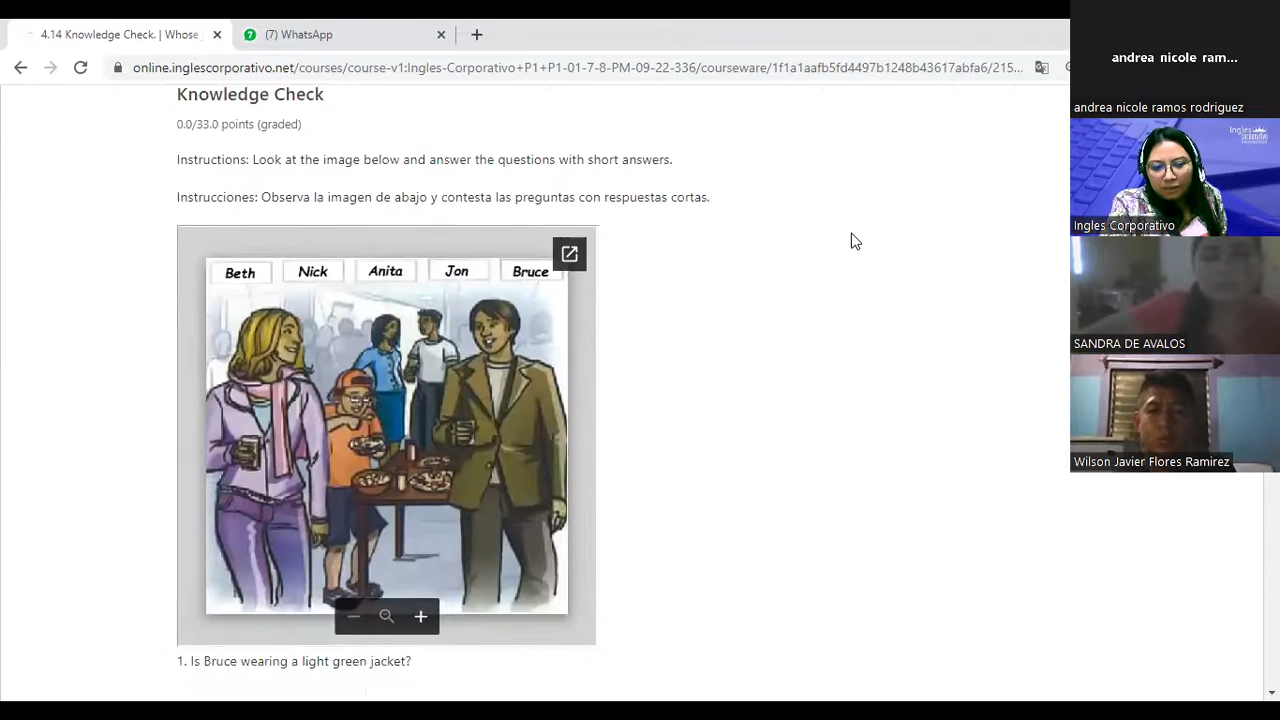 4.14 Knowledge Check. | Whose
(7) WhatsApp
online.inglescorporativo.net/courses/course-v1:Ingles-Corporativo+P1+P1-01-7-8-PM-09-22-336/courseware/1f1a1aafb5fd4497b1248b43617abfa6/215...
Knowledge Check
0.0/33.0 points (graded)
Instructions: Look at the image below and answer the questions with short answers.
Instrucciones: Observa la imagen de abajo y contesta las preguntas con respuestas cortas.
Beth Nick Anita Jon Bruce
1. Is Bruce wearing a light green jacket?
andrea nicole ram...
andrea nicole ramos rodriguez
Ingles
Ingles Corporativo
SANDRA DE AVALOS
Wilson Javier Flores Ramirez